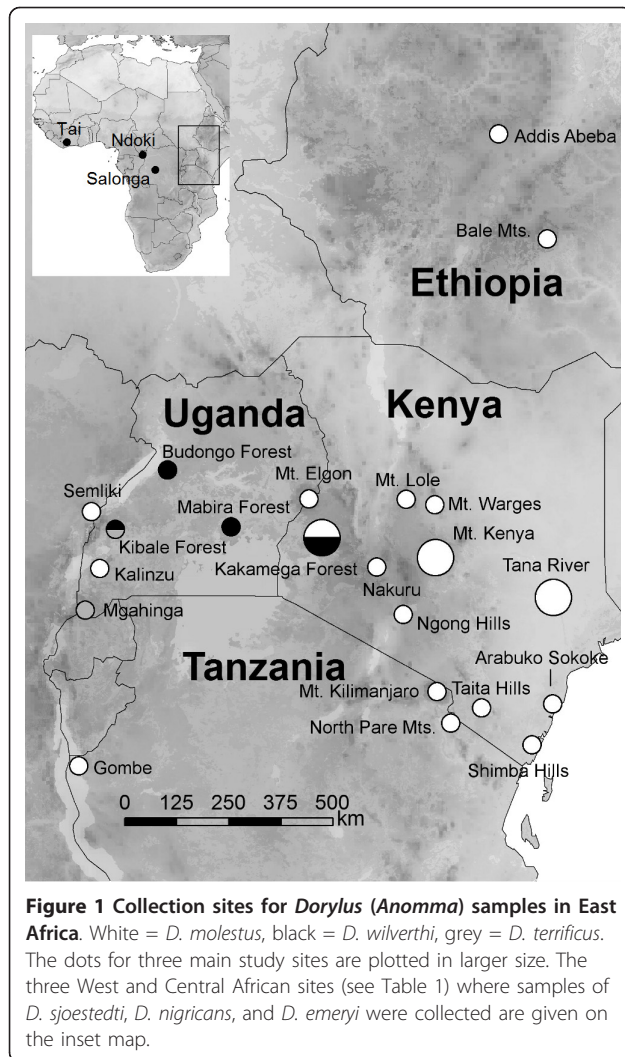 Tai
Ndoki
Salonga
Addis Abeba
Bale Mts.
Ethiopia
Uganda
Kenya
Budongo Forest
Mt. Elgon
Mt. Lole
Semliki
Mabira Forest
Mt. Warges
Kibale Forest
Mt. Kenya
Kakamega Forest
Tana River
Kalinzu
Nakuru
Mgahinga
Ngong Hills
Tanzania
Arabuko Sokoke
Mt. Kilimanjaro
Taita Hills
North Pare Mts.
Shimba Hills
Gombe
0 125 250 375 500
km
Figure 1 Collection sites for Dorylus (Anomma) samples in East
Africa. White = D. molestus, black = D. wilverthi, grey = D. terrificus.
The dots for three main study sites are plotted in larger size. The
three West and Central African sites (see Table 1) where samples of
D. sjoestedti, D. nigricans, and D. emeryi were collected are given on
the inset map.